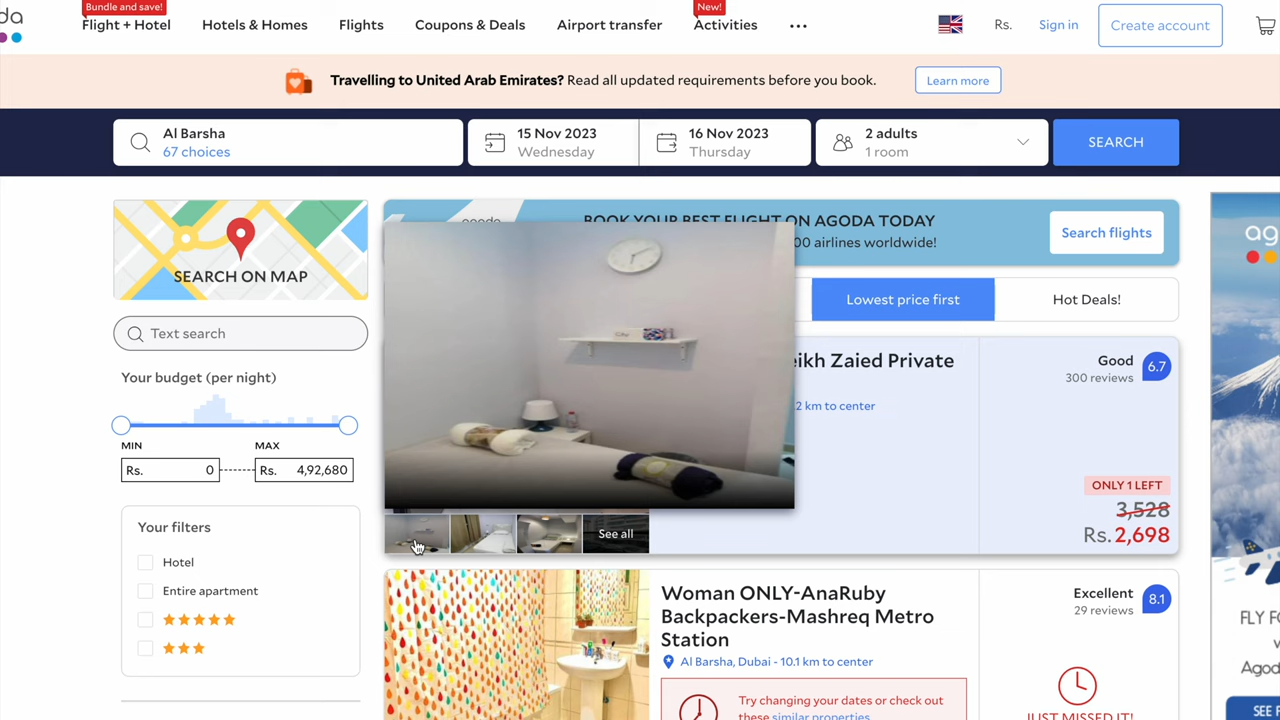 da
Bundle and save!
New!
Flight + Hotel
Hotels & Homes
Flights
Coupons & Deals
Airport transfer
Activities
Rs.
Sign in
Create account
Travelling to United Arab Emirates? Read all updated requirements before you book.
Learn more
Al Barsha
67 choices
15 Nov 2023
Wednesday
16 Nov 2023
Thursday
2 adults
1 room
SEARCH
SEARCH ON MAP
Text search
Your budget (per night)
MIN
MAX
Rs. 0
Rs. 4,92,680
Your filters
Hotel
Entire apartment
BOOK YOUR BEST FLIGHT ON AGODA TODAY
00 airlines worldwide!
Search flights
Lowest price first
Hot Deals!
eikh Zaied Private
2 km to center
Good
300 reviews
6.7
ONLY 1 LEFT
3,528
Rs. 2,698
See all
Woman ONLY-AnaRuby
Backpackers-Mashreq Metro
Station
Al Barsha, Dubai - 10.1 km to center
Try changing your dates or check out
these similar properties
Excellent
29 reviews
8.1
JUST MISSED IT!
ag
FLY FO
w
Agod
SEE F